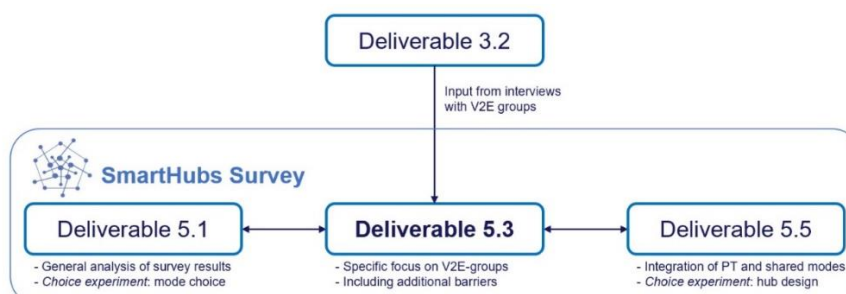 Deliverable 3.2
Input from interviews
with V2E groups
SmartHubs Survey
Deliverable 5.1
Deliverable 5.3
Deliverable 5.5
- General analysis of survey results
- Choice experiment: mode choice
- Specific focus on V2E-groups
- Including additional barriers
- Integration of PT and shared modes
- Choice experiment: hub design